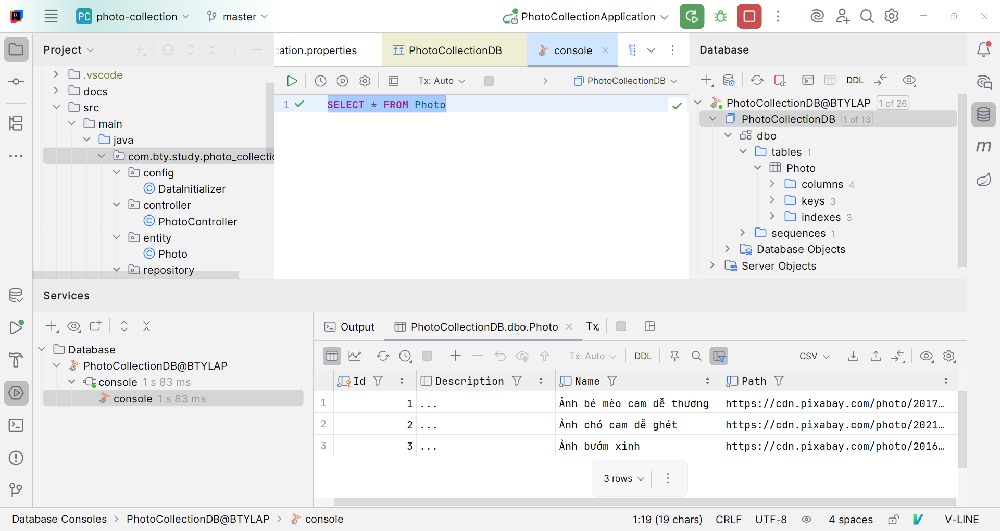 PC photo-collection
master
PhotoCollectionApplication
Project
cation.properties
PhotoCollectionDB
console
Database
Tx: Auto
PhotoCollectionDB
DDL
1 SELECT * FROM Photo
.vscode
docs
src
main
java
com.bty.study.photo_collectio
config
DataInitializer
controller
PhotoController
entity
Photo
repository
PhotoCollectionDB@BTYLAP 1 of 26
PhotoCollectionDB 1 of 13
dbo
tables 1
Photo
columns 4
keys 3
indexes 3
sequences 1
Database Objects
Server Objects
m
Services
Database
PhotoCollectionDB@BTYLAP
console 1 s 83 ms
console 1 s 83 ms
Output
PhotoCollectionDB.dbo.Photo
Tx
Tx: Auto
DDL
CSV
Id Description Name Path
1 1 ... Ảnh bé mèo cam dễ thương https://cdn.pixabay.com/photo/2017…
2 2 ... Ảnh chó cam dễ ghét https://cdn.pixabay.com/photo/2021…
3 3 ... Ảnh bướm xinh https://cdn.pixabay.com/photo/2016…
3 rows
Database Consoles > PhotoCollectionDB@BTYLAP > console
1:19 (19 chars) CRLF UTF-8 4 spaces V-LINE